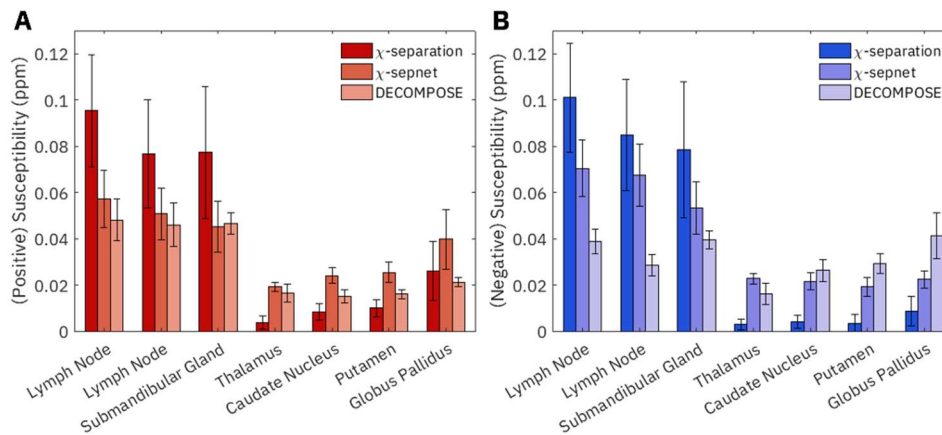 A
(Positive) Susceptibility (ppm)
0.12
0.1
0.08
0.06
0.04
0.02
0
χ-separation
χ-sepnet
DECOMPOSE
Lymph Node
Lymph Node
Submandibular Gland
Thalamus
Caudate Nucleus
Putamen
Globus Pallidus
B
(Negative) Susceptibility (ppm)
0.12
0.1
0.08
0.06
0.04
0.02
0
χ-separation
χ-sepnet
DECOMPOSE
Lymph Node
Lymph Node
Submandibular Gland
Thalamus
Caudate Nucleus
Putamen
Globus Pallidus